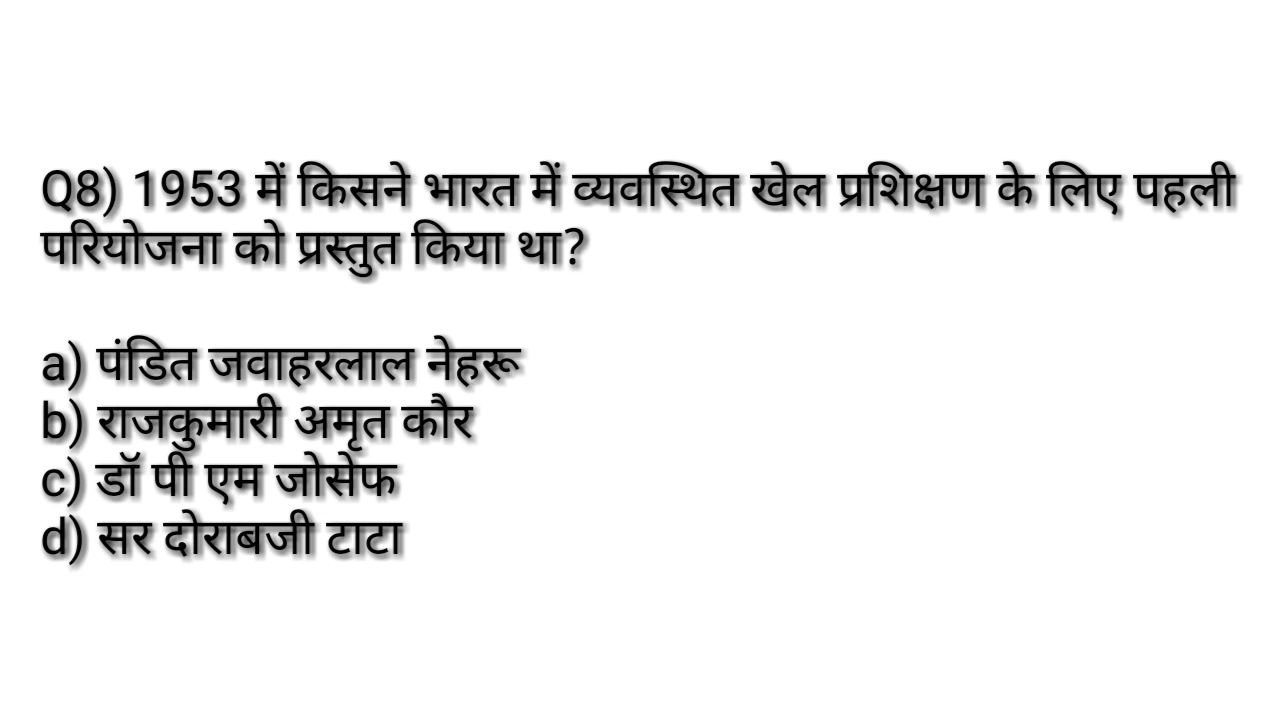 Q8) 1953 में किसने भारत में व्यवस्थित खेल प्रशिक्षण के लिए पहली
परियोजना को प्रस्तुत किया था?
a) पंडित जवाहरलाल नेहरू
b) राजकुमारी अमृत कौर
c) डॉ पी एम जोसेफ
d) सर दोराबजी टाटा